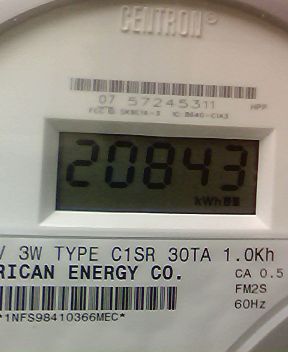 CENTRON®
07 57245311 HPP
20843
kWh
V 3W TYPE C1SR 30TA 1.0Kh
RICAN ENERGY CO. CA 0.5
FM2S
60Hz
*1NFS98410366MEC*